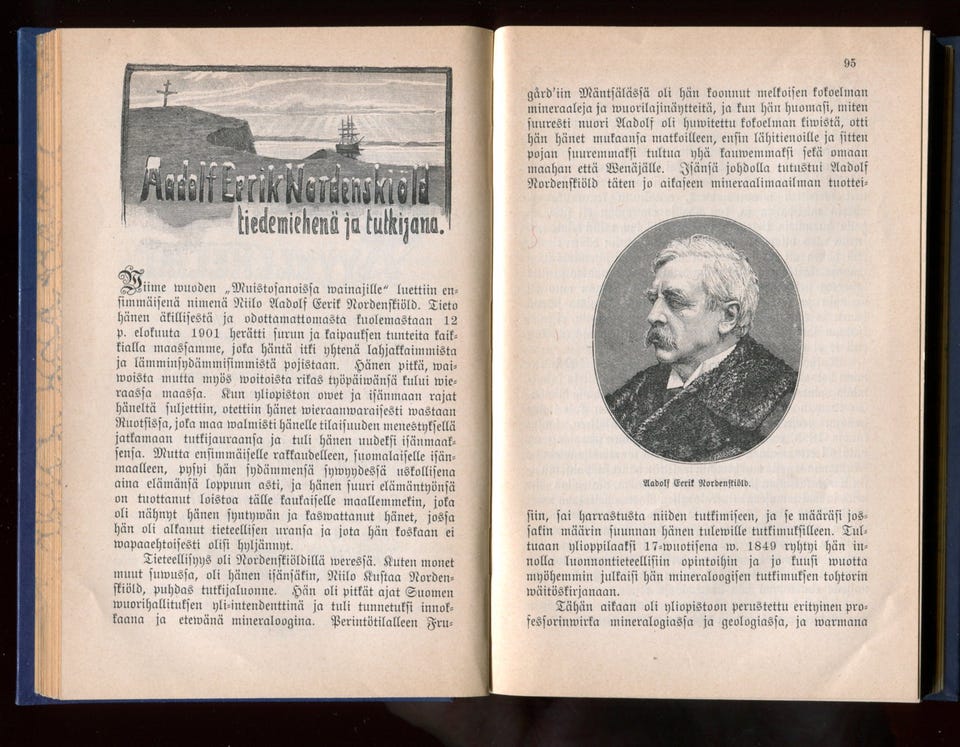 Aadolf Eerik Nordenskiöld
tiedemiehenä ja tutkijana.
Viime wuoden „Muistosanoissa wainajille“ luettiin en-
simmäisenä nimenä Niilo Aadolf Eerik Nordenskiöld. Tieto
hänen äkillisestä ja odottamattomasta kuolemastaan 12
p. elokuuta 1901 herätti surun ja kaipauksen tunteita kaik-
kialla maassamme, joka häntä itki yhtenä lahjakkaimmista
ja lämminsydämmisimmistä pojistaan. Hänen pitkä, wai-
woista mutta myös woitoista rikas työpäiwänsä kului wie-
raassa maassa. Kun yliopiston owet ja isänmaan rajat
häneltä suljettiin, otettiin hänet wieraanwaraisesti wastaan
Ruotsissa, joka maa walmisti hänelle tilaisuuden menestyksellä
jatkamaan tutkijauraansa ja tuli hänen uudeksi isänmaak-
sensa. Mutta ensimmäiselle rakkaudelleen, suomalaiselle isän-
maalleen, pysyi hän sydämmensä sywyydessä uskollisena
aina elämänsä loppuun asti, ja hänen suuri elämäntyönsä
on tuottanut loistoa tälle kaukaiselle maallemmekin, joka
oli nähnyt hänen syntywän ja kaswattanut hänet, jossa
hän oli alkanut tieteellisen uransa ja jota hän koskaan ei
wapaaehtoisesti olisi hyljännyt.
Tieteellisyys oli Nordenskiöldillä weressä. Kuten monet
muut suwussa, oli hänen isänsäkin, Niilo Kustaa Norden-
skiöld, puhdas tutkijaluonne. Hän oli pitkät ajat Suomen
wuorihallituksen yli-intendenttinä ja tuli tunnetuksi innok-
kaana ja etewänä mineraloogina. Perintötilalleen Fru-
95
gård'iin Mäntsälässä oli hän koonnut melkoisen kokoelman
mineraaleja ja wuorilajinäytteitä, ja kun hän huomasi, miten
suuresti nuori Aadolf oli huwitettu kokoelman kiwistä, otti
hän hänet mukaansa matkoilleen, ensin lähitienoille ja sitten
pojan suuremmaksi tultua yhä kauwemmaksi sekä omaan
maahan että Wenäjälle. Isänsä johdolla tutustui Aadolf
Nordenskiöld täten jo aikaseen mineraalimaailman tuottei-
Aadolf Eerik Nordenskiöld.
siin, sai harrastusta niiden tutkimiseen, ja se määräsi jos-
sakin määrin suunnan hänen tulewille tutkimuksilleen. Tul-
tuaan ylioppilaaksi 17-wuotisena w. 1849 ryhtyi hän in-
nolla luonnontieteellisiin opintoihin ja jo kuusi wuotta
myöhemmin julkaisi hän mineraloogisen tutkimuksen tohtorin
wäitöskirjanaan.
Tähän aikaan oli yliopistoon perustettu erityinen pro-
fessorinwirka mineralogiassa ja geologiassa, ja warmana